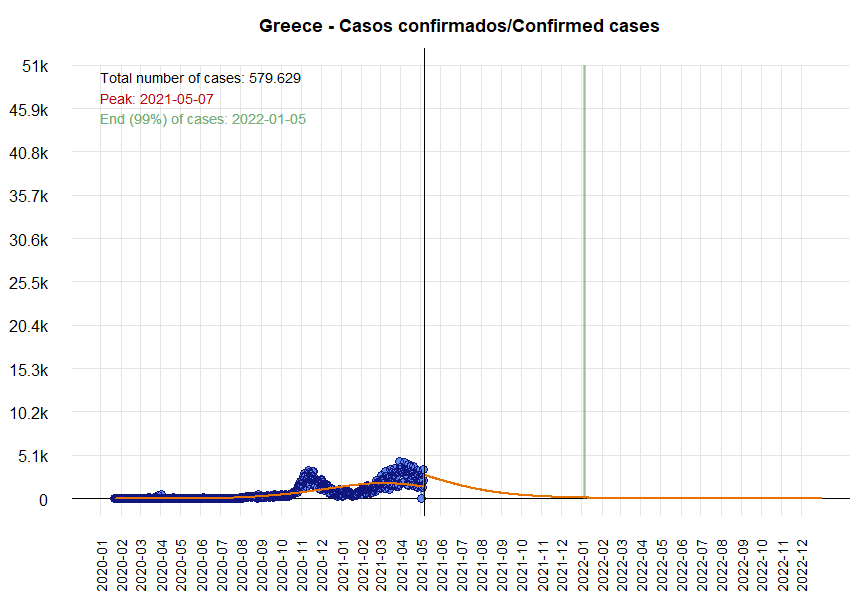 Greece - Casos confirmados/Confirmed cases
Total number of cases: 579.629
Peak: 2021-05-07
End (99%) of cases: 2022-01-05
51k
45.9k
40.8k
35.7k
30.6k
25.5k
20.4k
15.3k
10.2k
5.1k
0
2020-01
2020-02
2020-03
2020-04
2020-05
2020-06
2020-07
2020-08
2020-09
2020-10
2020-11
2020-12
2021-01
2021-02
2021-03
2021-04
2021-05
2021-06
2021-07
2021-08
2021-09
2021-10
2021-11
2021-12
2022-01
2022-02
2022-03
2022-04
2022-05
2022-06
2022-07
2022-08
2022-09
2022-10
2022-11
2022-12